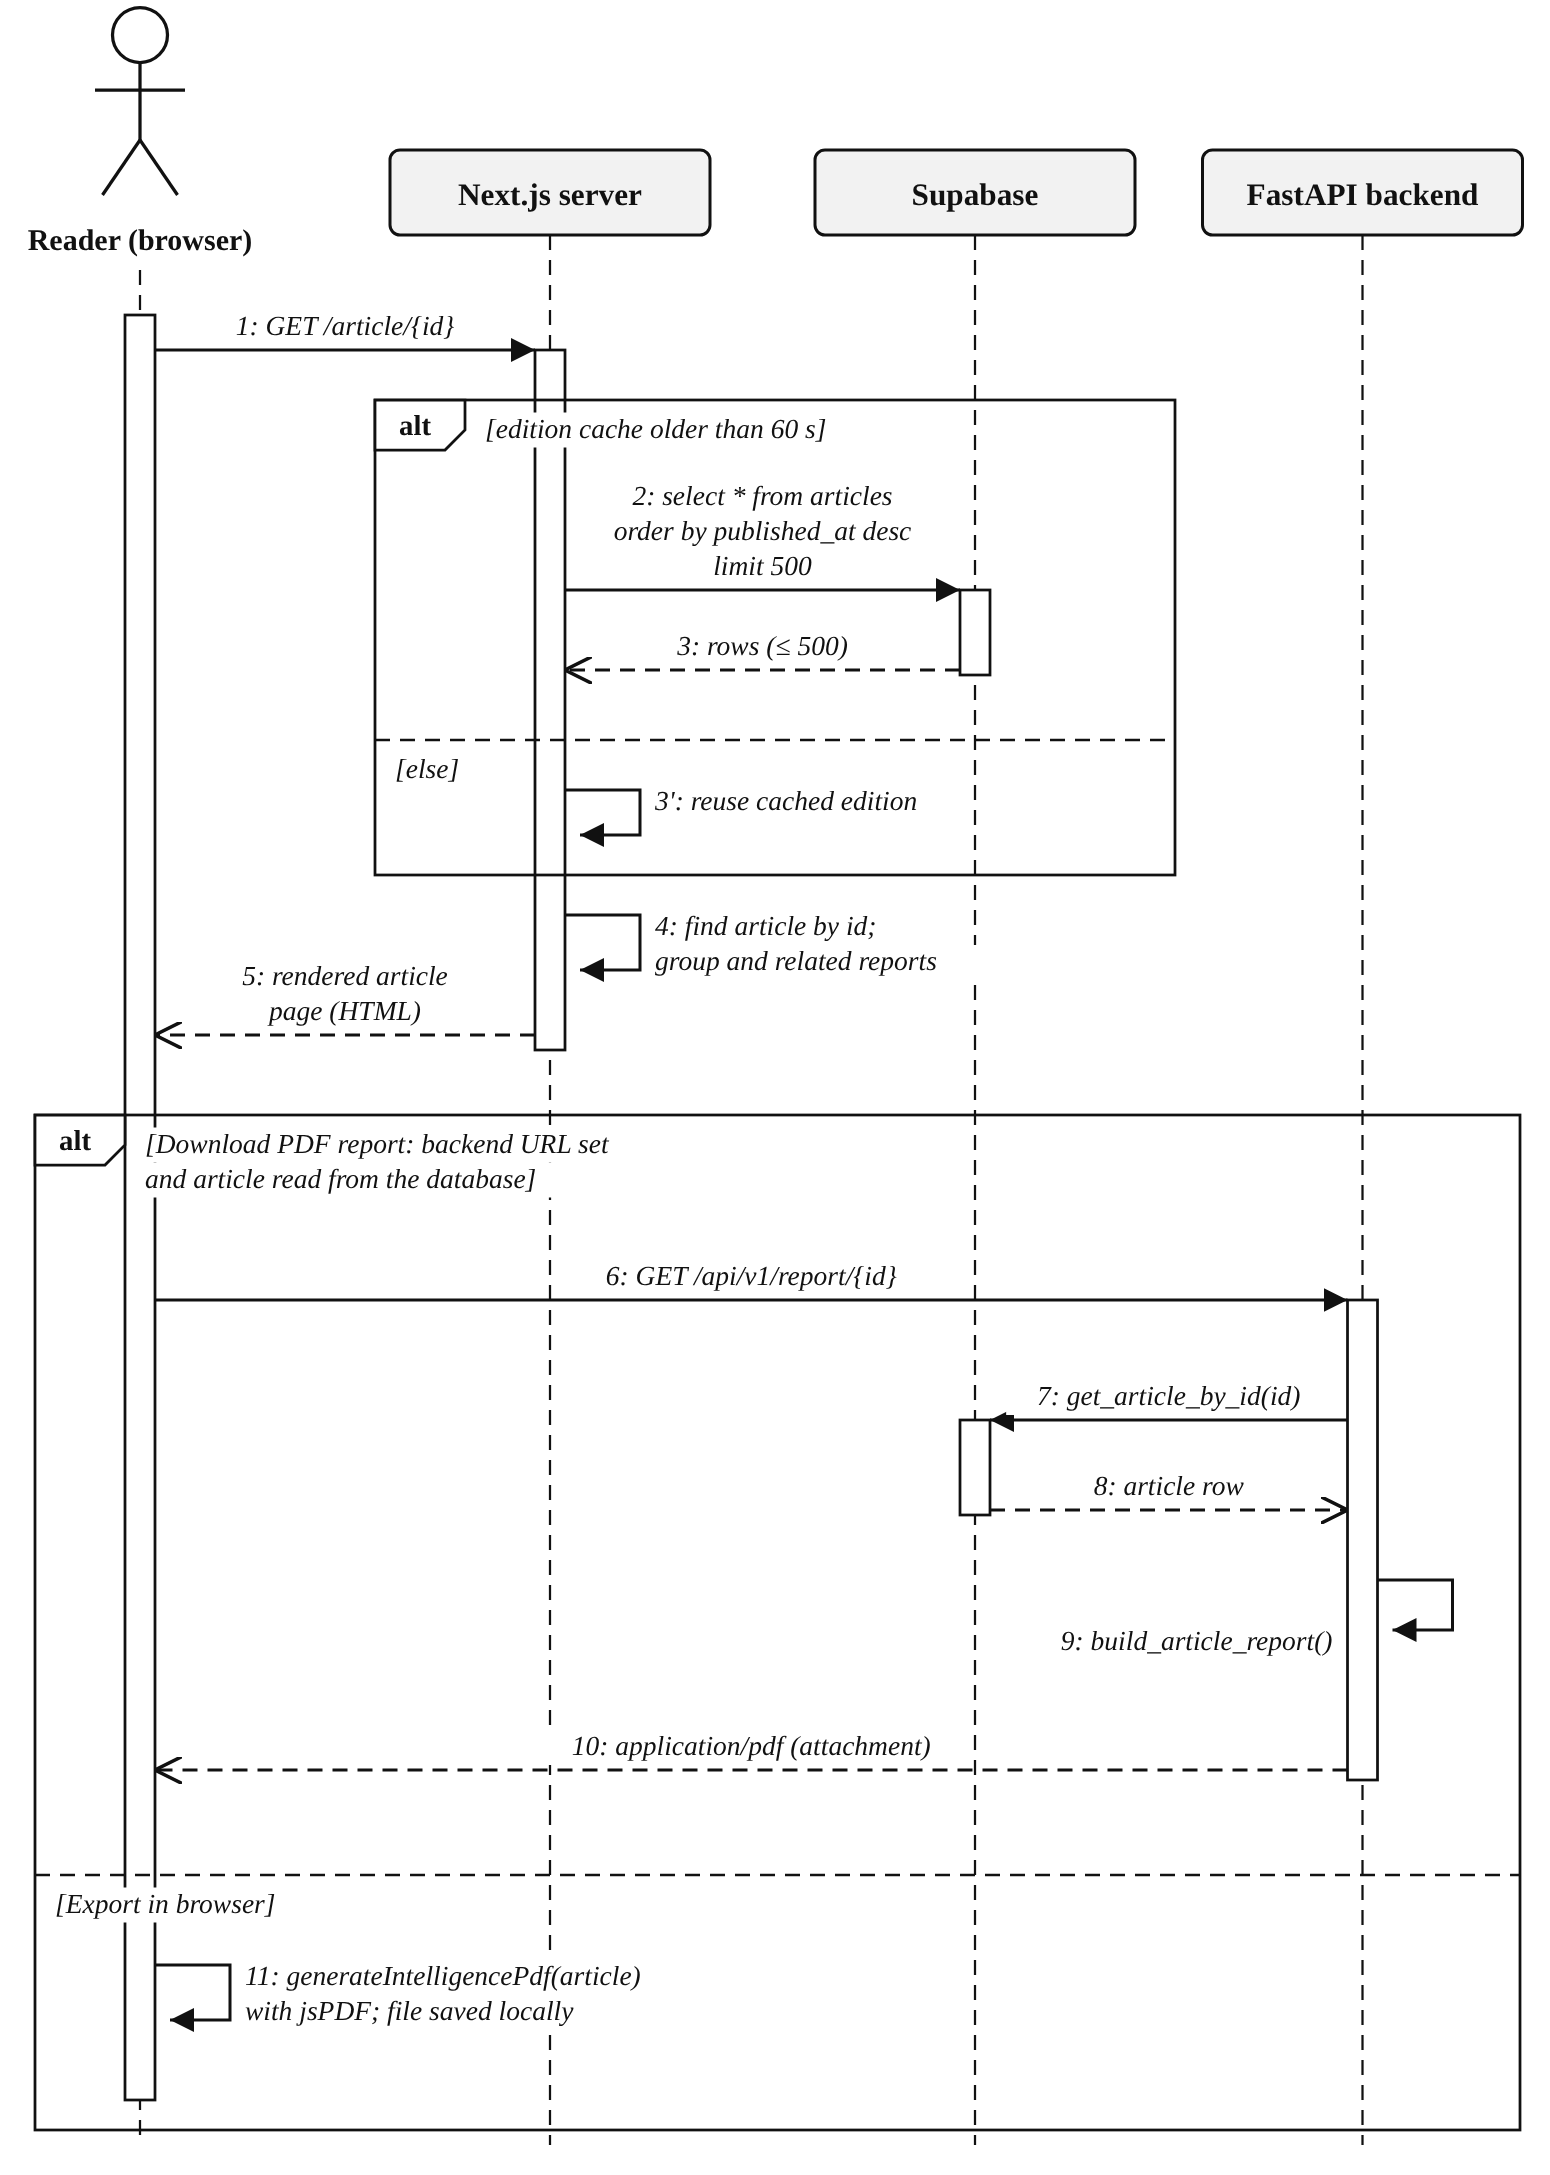 Reader (browser)
Next.js server
Supabase
FastAPI backend
1: GET /article/{id}
alt
[edition cache older than 60 s]
2: select * from articles
order by published_at desc
limit 500
3: rows (≤ 500)
[else]
3': reuse cached edition
4: find article by id;
group and related reports
5: rendered article
page (HTML)
alt
[Download PDF report: backend URL set
and article read from the database]
6: GET /api/v1/report/{id}
7: get_article_by_id(id)
8: article row
9: build_article_report()
10: application/pdf (attachment)
[Export in browser]
11: generateIntelligencePdf(article)
with jsPDF; file saved locally